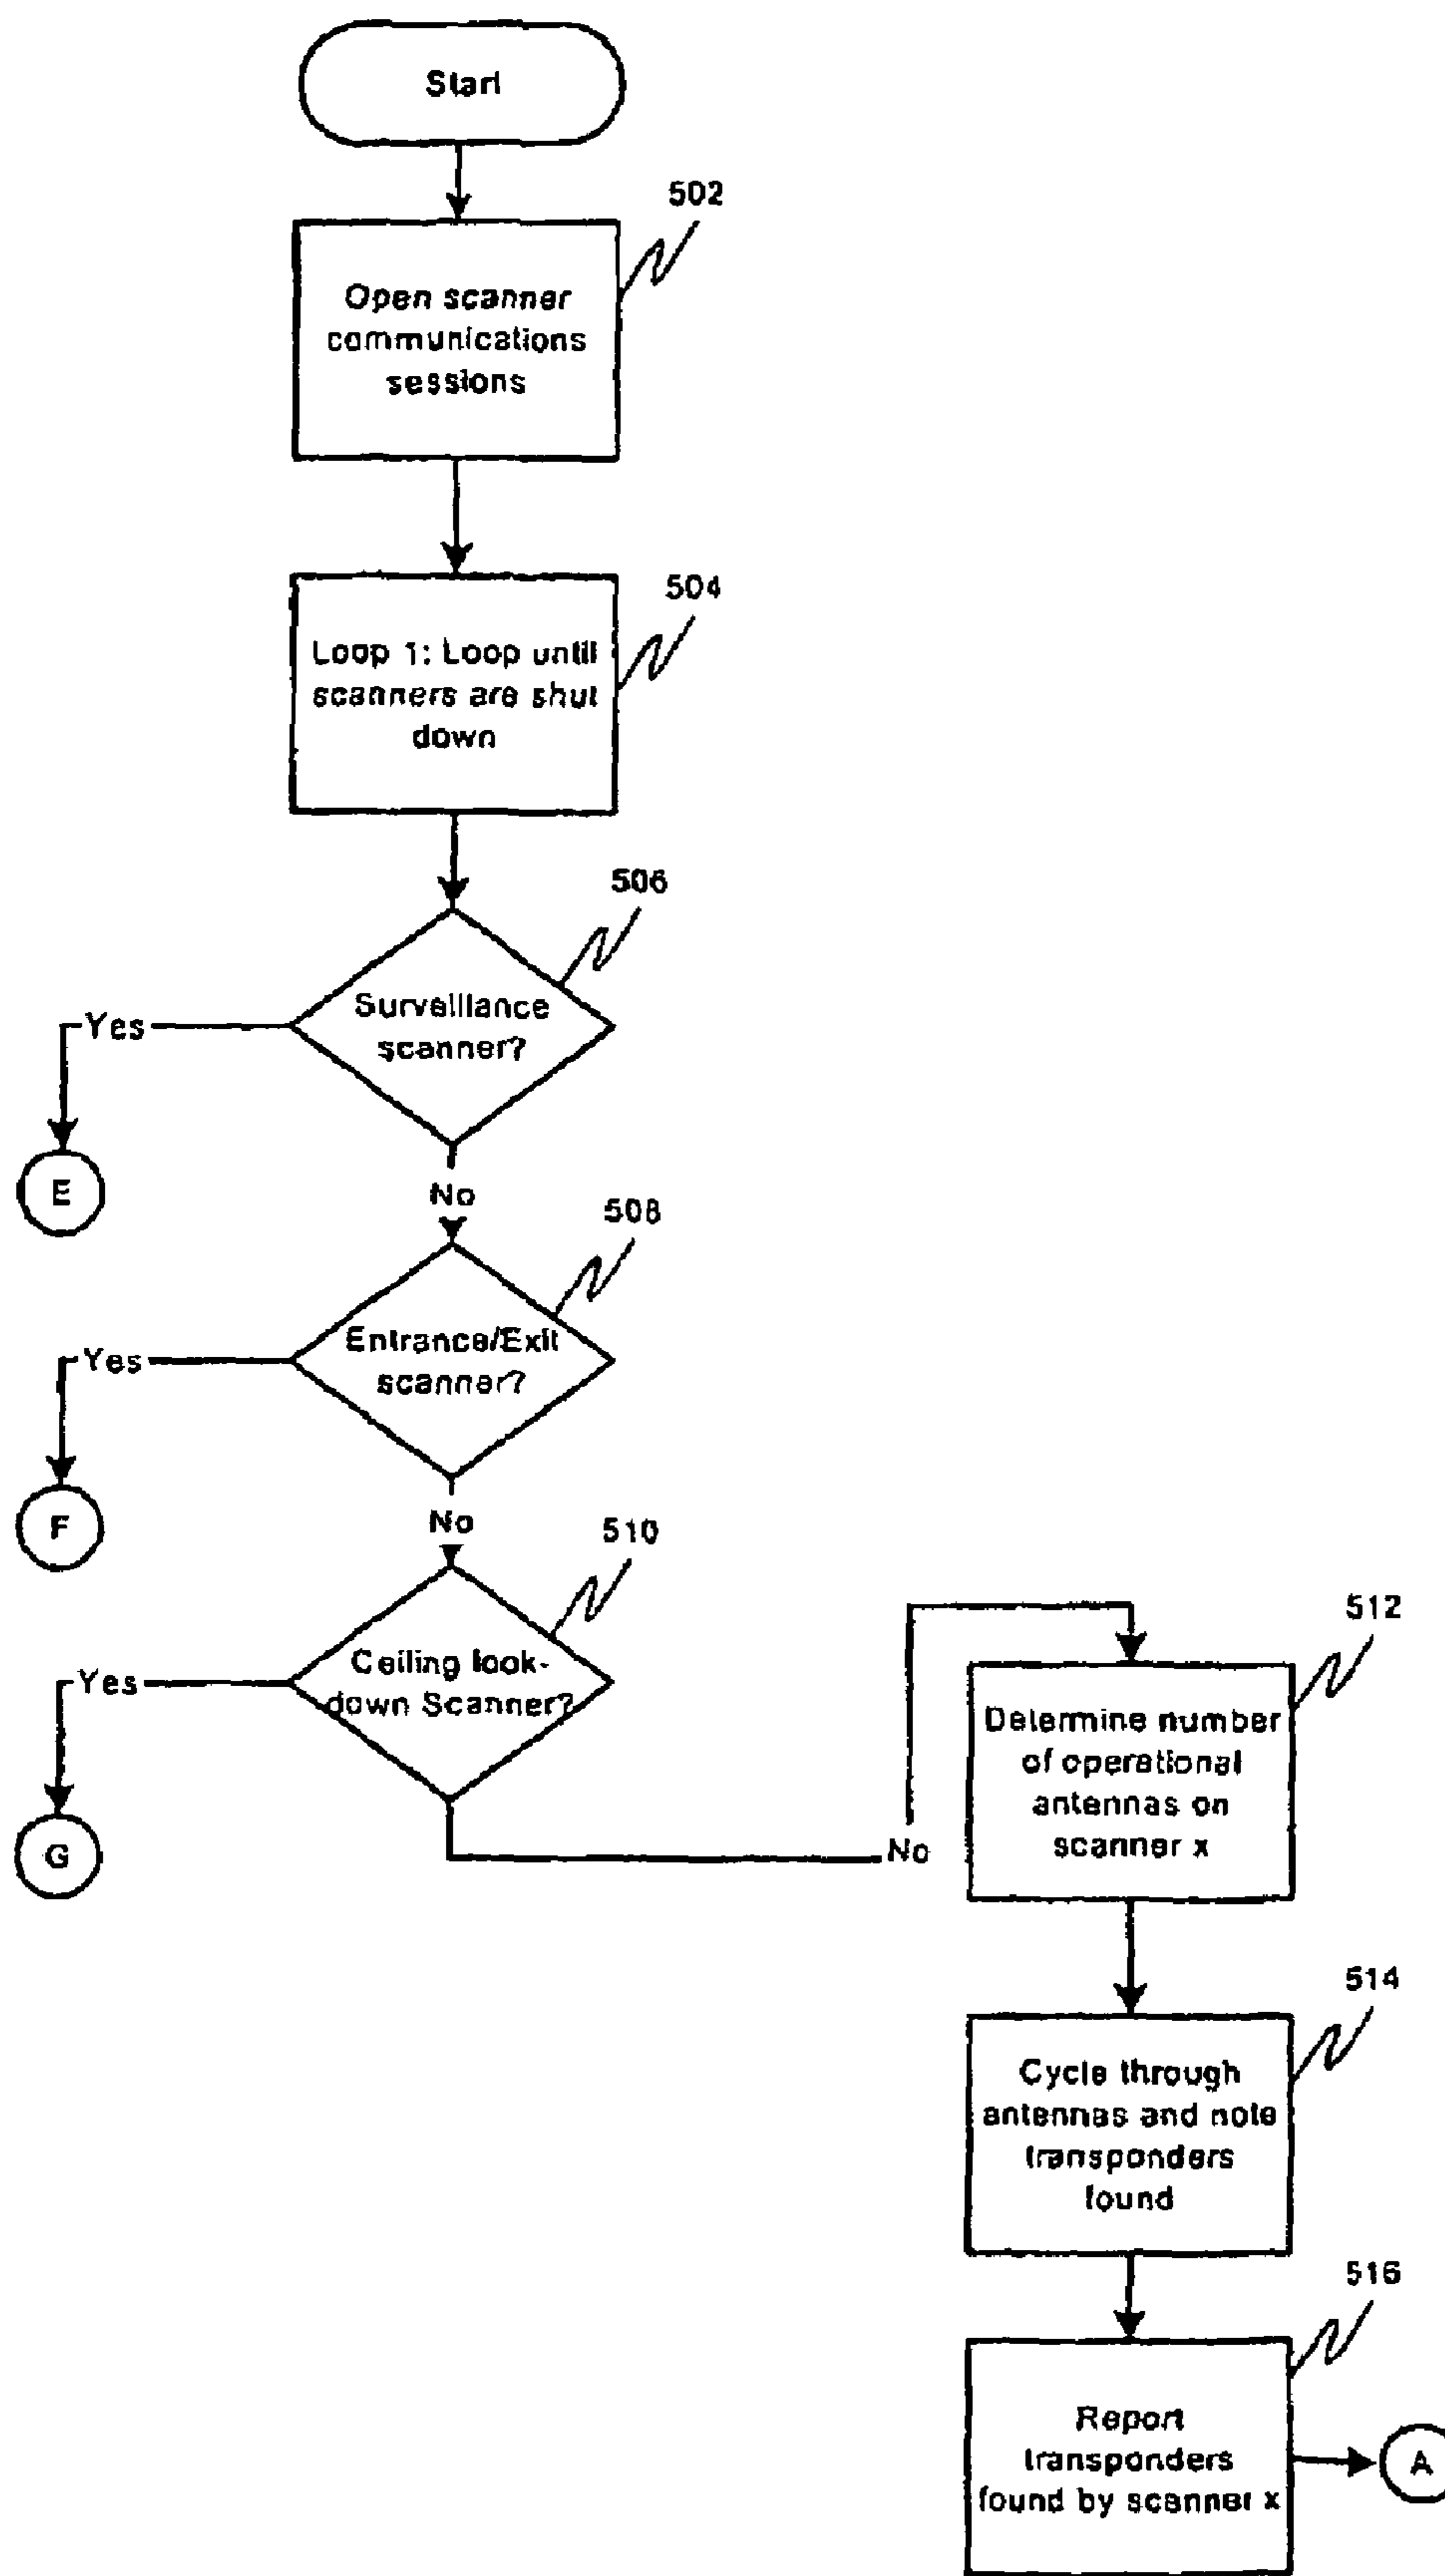 Start
502
Open scanner
communications
sessions
504
Loop 1: Loop until
scanners are shut
down
506
Surveillance
scanner?
Yes
E
No
508
Entrance/Exit
scanner?
Yes
F
No
510
Ceiling look-
down Scanner?
Yes
G
No
512
Determine number
of operational
antennas on
scanner x
514
Cycle through
antennas and note
transponders
found
516
Report
transponders
found by scanner x
A